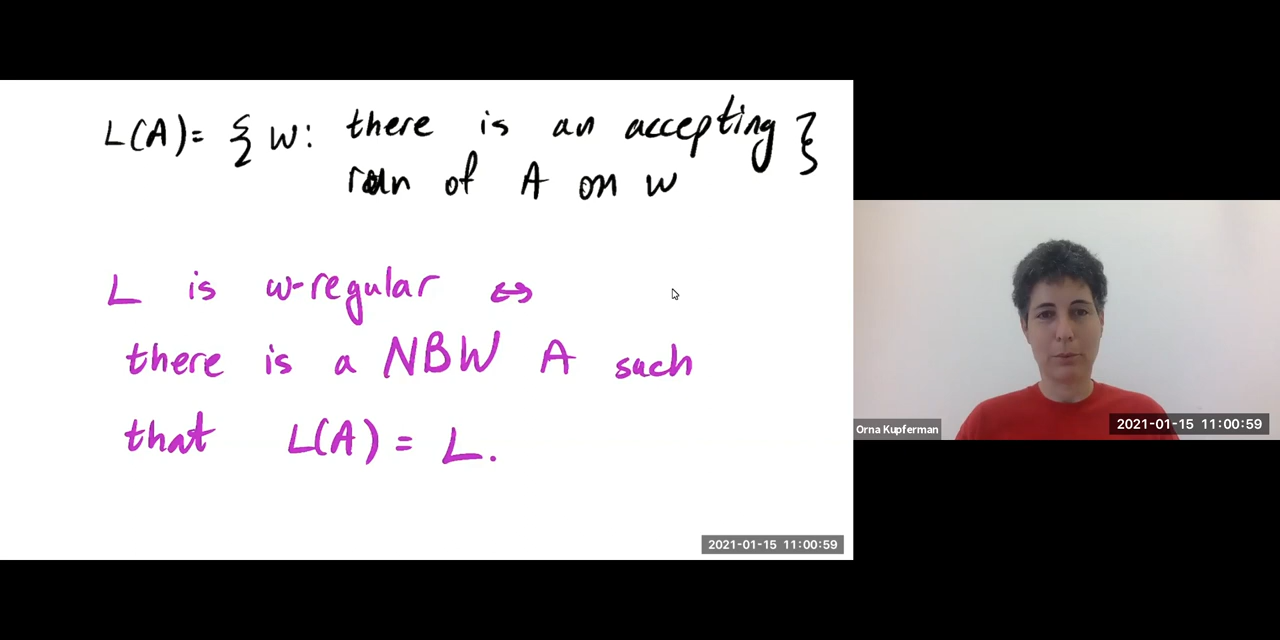 L(A) = { w : there is an accepting }
run of A on w
L is w-regular ↔
there is a NBW A such
that L(A) = L.
Orna Kupferman
2021-01-15 11:00:59
2021-01-15 11:00:59